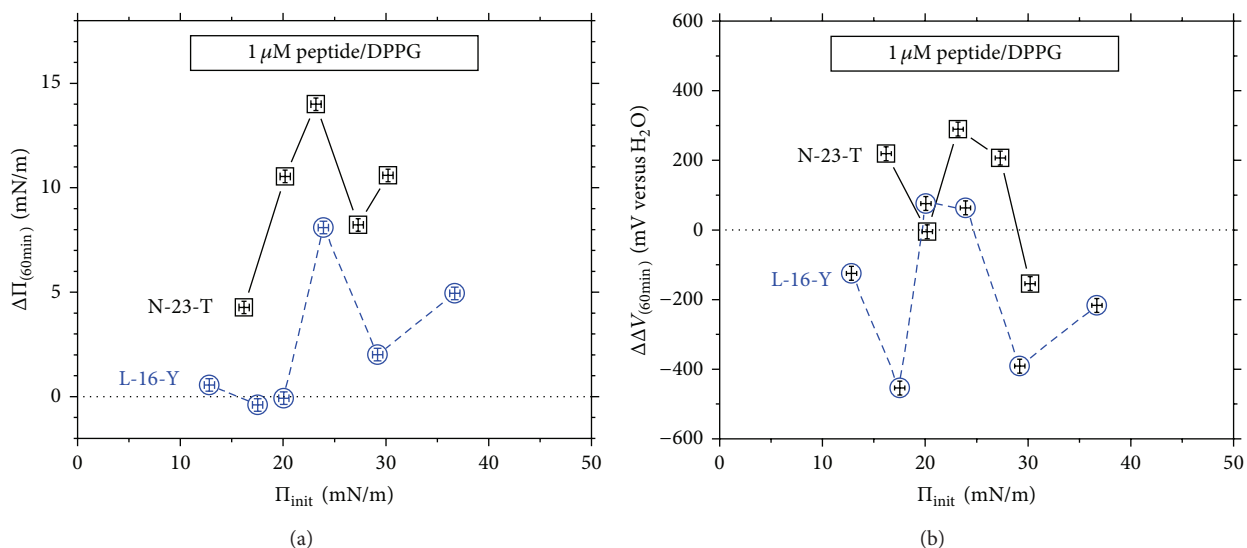 1 μM peptide/DPPG
ΔΠ(60min) (mN/m)
15
10
5
0
N-23-T
L-16-Y
0 10 20 30 40 50
Πinit (mN/m)
(a)
1 μM peptide/DPPG
ΔΔV(60min) (mV versus H2O)
600
400
200
0
−200
−400
−600
N-23-T
L-16-Y
0 10 20 30 40 50
Πinit (mN/m)
(b)